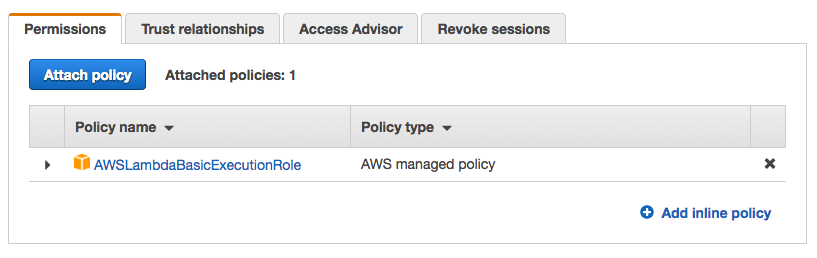 Permissions Trust relationships Access Advisor Revoke sessions
Attach policy Attached policies: 1
Policy name Policy type
AWSLambdaBasicExecutionRole AWS managed policy
Add inline policy